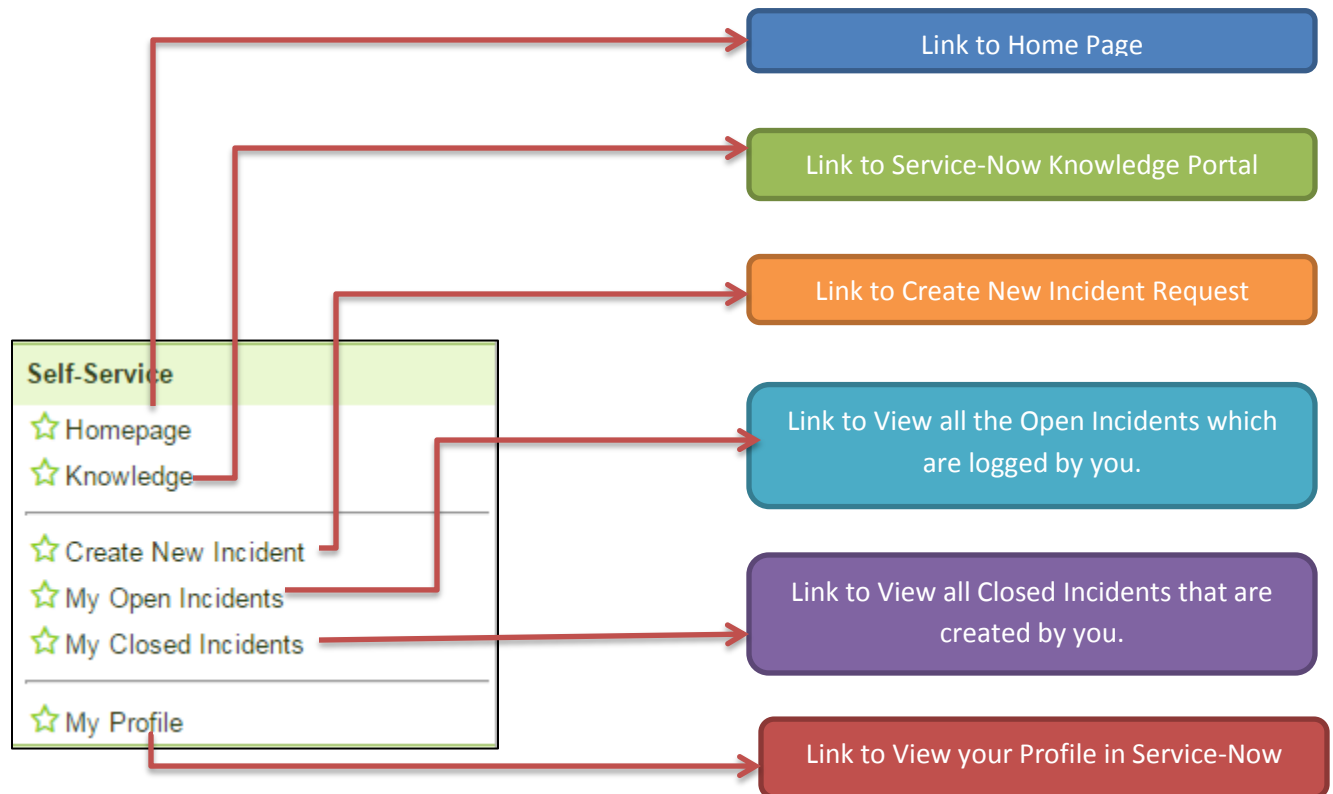 Link to Home Page
Link to Service-Now Knowledge Portal
Link to Create New Incident Request
Self-Service
Homepage
Knowledge
Create New Incident
My Open Incidents
My Closed Incidents
My Profile
Link to View all the Open Incidents which
are logged by you.
Link to View all Closed Incidents that are
created by you.
Link to View your Profile in Service-Now